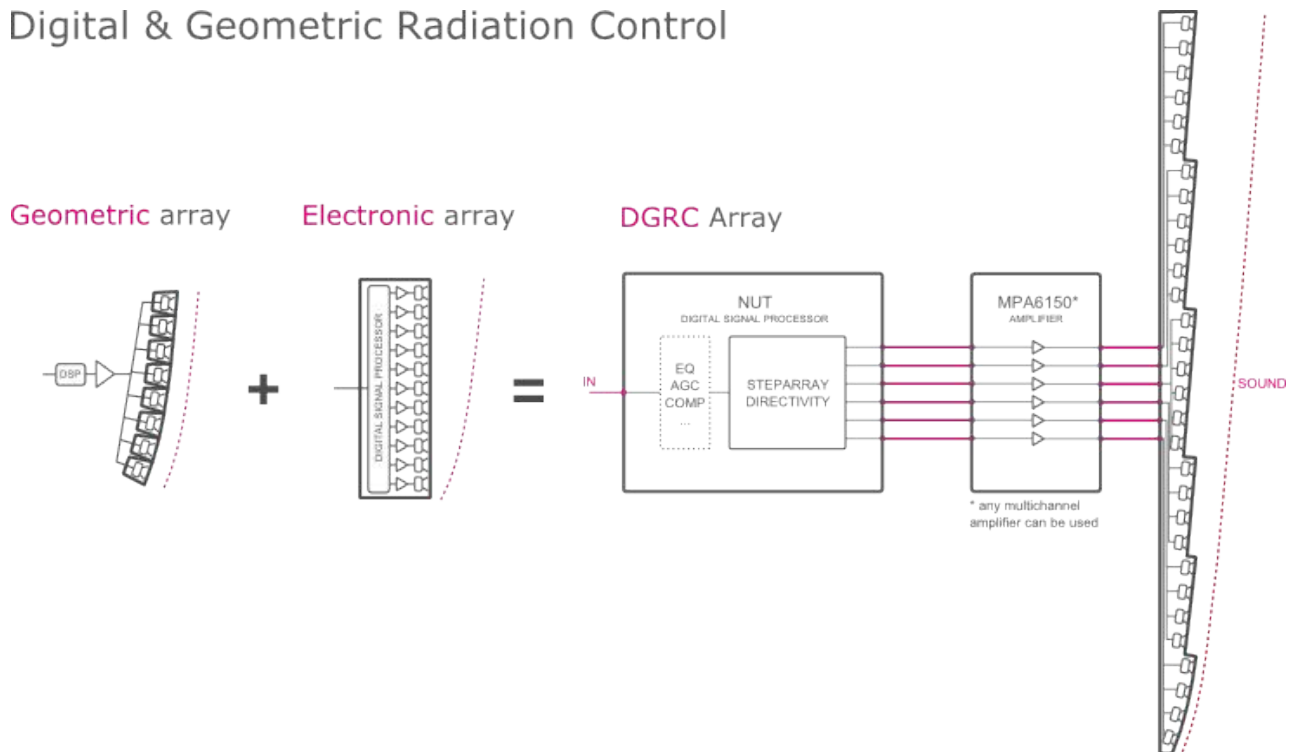 Digital & Geometric Radiation Control
Geometric array
Electronic array
DGRC Array
DSP
DIGITAL SIGNAL PROCESSOR
IN
NUT
DIGITAL SIGNAL PROCESSOR
EQ
AGC
COMP
...
STEPARRAY
DIRECTIVITY
MPA6150*
AMPLIFIER
* any multichannel
amplifier can be used
SOUND